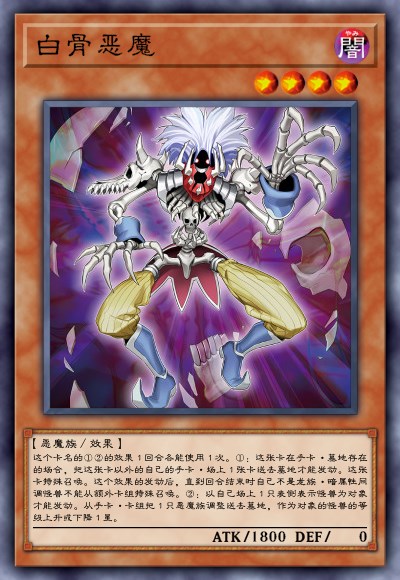 白骨恶魔
やみ
闇
【恶魔族／效果】
这个卡名的①②的效果1回合各能使用1次。①：这张卡在手卡·墓地存在
的场合，把这张卡以外的自己的手卡·场上1张卡送去墓地才能发动。这张
卡特殊召唤。这个效果的发动后，直到回合结束时自己不是龙族·暗属性同
调怪兽不能从额外卡组特殊召唤。②：以自己场上1只表侧表示怪兽为对象
才能发动。从手卡·卡组把1只恶魔族调整送去墓地，作为对象的怪兽的等
级上升或下降1星。
ATK/1800 DEF/ 0